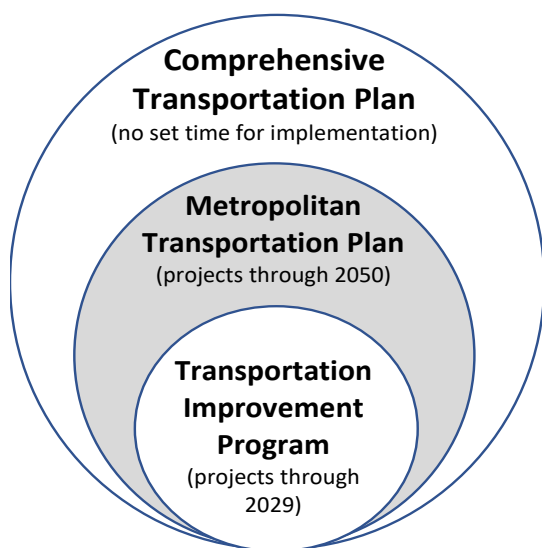 Comprehensive
Transportation Plan
(no set time for implementation)
Metropolitan
Transportation Plan
(projects through 2050)
Transportation
Improvement
Program
(projects through
2029)